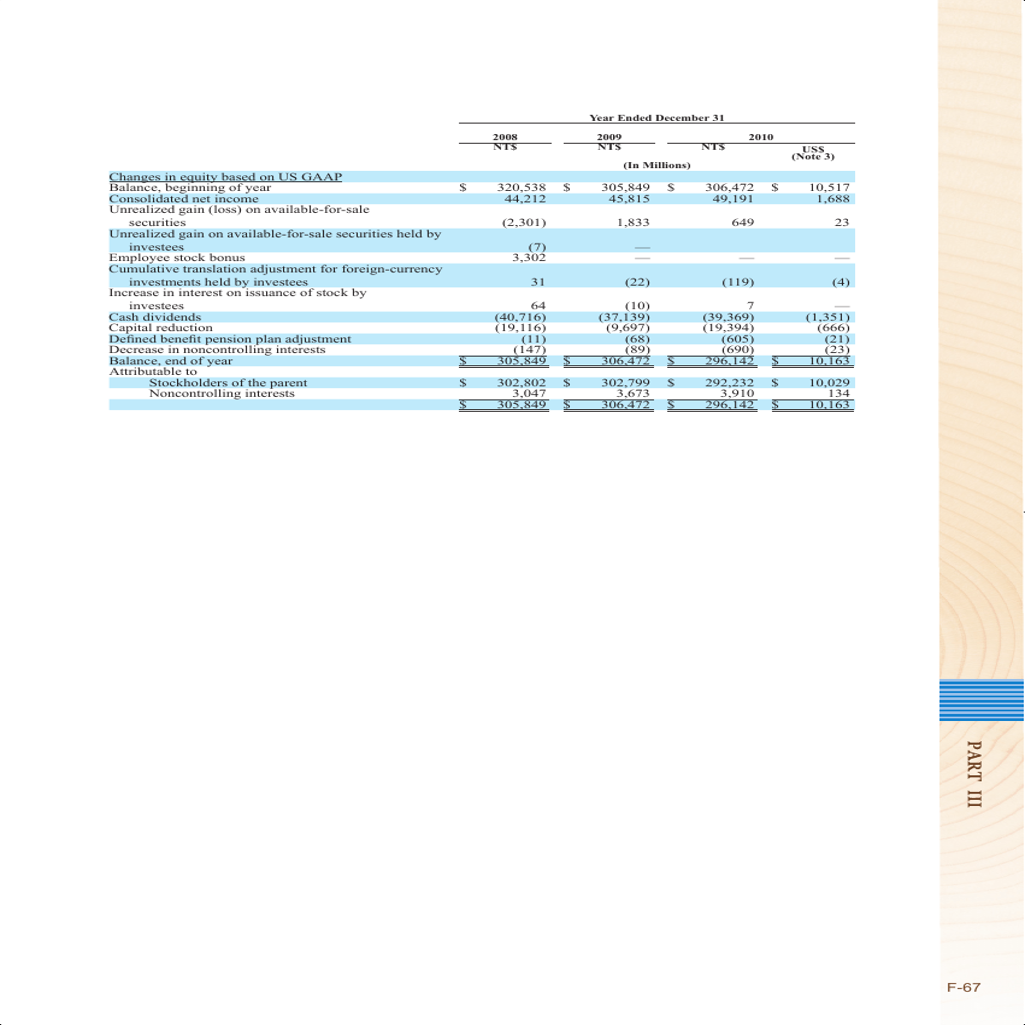 Year Ended December 31
2008 2009 2010
NT$ NT$ NT$ US$
(Note 3)
(In Millions)
Changes in equity based on US GAAP
Balance, beginning of year $ 320,538 $ 305,849 $ 306,472 $ 10,517
Consolidated net income 44,212 45,815 49,191 1,688
Unrealized gain (loss) on available-for-sale
securities (2,301) 1,833 649 23
Unrealized gain on available-for-sale securities held by
investees (7) —
Employee stock bonus 3,302 — — —
Cumulative translation adjustment for foreign-currency
investments held by investees 31 (22) (119) (4)
Increase in interest on issuance of stock by
investees 64 (10) 7 —
Cash dividends (40,716) (37,139) (39,369) (1,351)
Capital reduction (19,116) (9,697) (19,394) (666)
Defined benefit pension plan adjustment (11) (68) (605) (21)
Decrease in noncontrolling interests (147) (89) (690) (23)
Balance, end of year $ 305,849 $ 306,472 $ 296,142 $ 10,163
Attributable to
Stockholders of the parent $ 302,802 $ 302,799 $ 292,232 $ 10,029
Noncontrolling interests 3,047 3,673 3,910 134
$ 305,849 $ 306,472 $ 296,142 $ 10,163
PART III
F-67